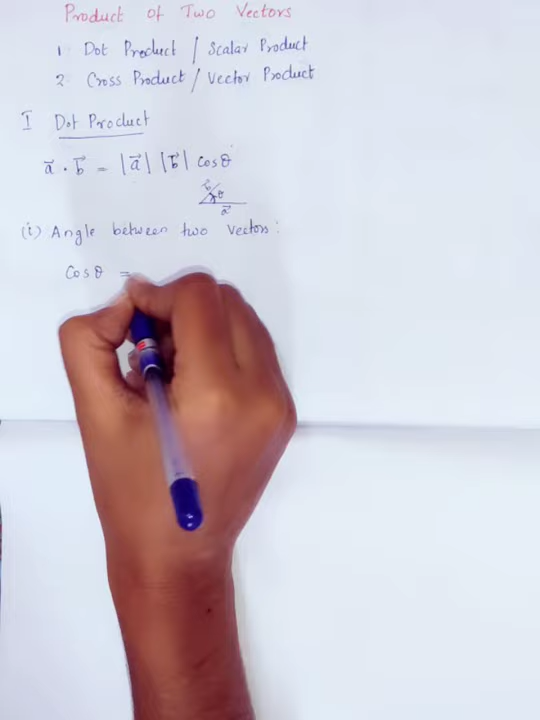 Product of Two Vectors
1. Dot Product / Scalar Product
2. Cross Product / Vector Product
I Dot Product
a⃗ · b⃗ = |a⃗| |b⃗| cosθ
b⃗ θ
a⃗
(i) Angle between two vectors:
Cosθ =